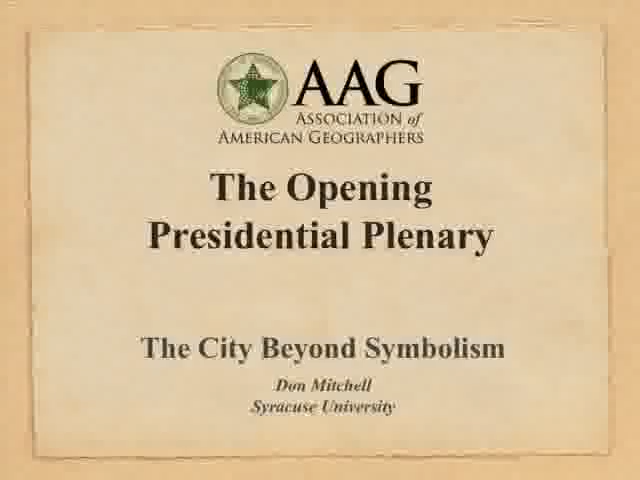 AAG
ASSOCIATION of
AMERICAN GEOGRAPHERS
The Opening
Presidential Plenary
The City Beyond Symbolism
Don Mitchell
Syracuse University